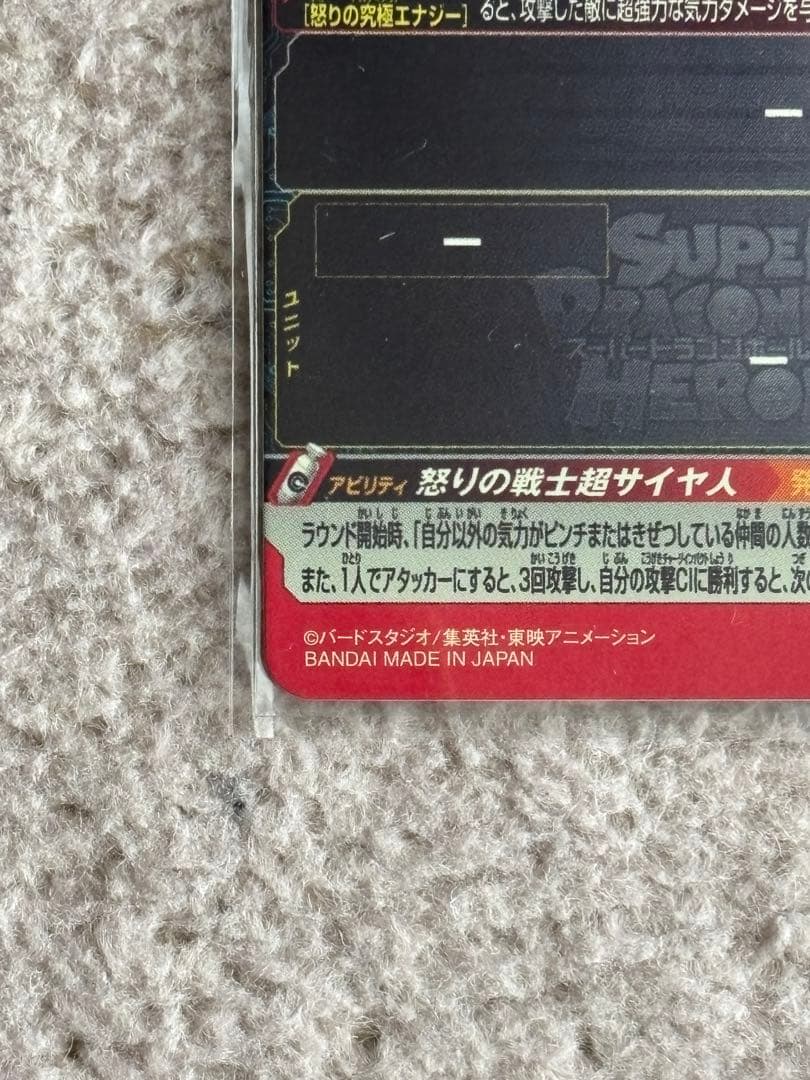 [怒りの究極エナジー] ると、攻撃した敵に超強力な気力ダメージを与
ー
ー
SUPE
DRAGON
スーパードラゴンボール
HERO
ー
ユニット
アビリティ 怒りの戦士超サイヤ人 発
ラウンド開始時、「自分以外の気力がピンチまたはきぜつしている仲間の人数
また、1人でアタッカーにすると、3回攻撃し、自分の攻撃CIに勝利すると、次の
©バードスタジオ/集英社・東映アニメーション
BANDAI MADE IN JAPAN